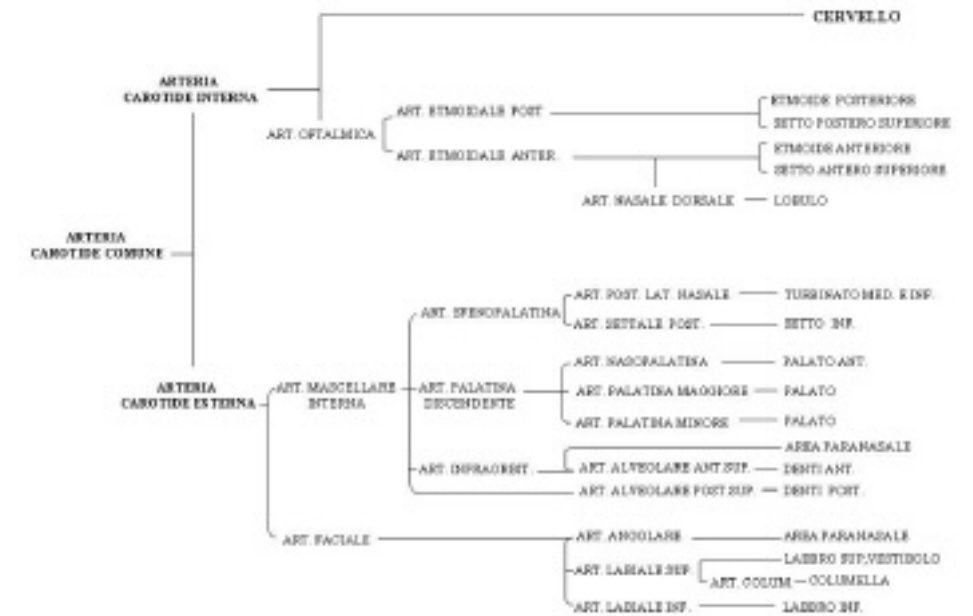 CERVELLO
ARTERIA
CAROTIDE INTERNA
ART. OFTALMICA
ART. ETMOIDALE POST
ETMOIDE POSTERIORE
SETTO POSTERO SUPERIORE
ART. ETMOIDALE ANTER.
ETMOIDE ANTERIORE
SETTO ANTERO SUPERIORE
ART. NASALE DORSALE
LOBULO
ARTERIA
CAROTIDE COMUNE
ARTERIA
CAROTIDE ESTERNA
ART. MASCELLARE
INTERNA
ART. SFENOPALATINA
ART. POST. LAT. NASALE
TURBINATO MED. E INF.
ART. SETTALE POST.
SETTO INF.
ART. PALATINA
DISCENDENTE
ART. NASOPALATINA
PALATO ANT.
ART. PALATINA MAGGIORE
PALATO
ART. PALATINA MINORE
PALATO
ART. INFRAORBIT.
AREA PARANASALE
ART. ALVEOLARE ANT.SUP.
DENTI ANT.
ART. ALVEOLARE POST.SUP.
DENTI POST.
ART. FACIALE
ART. ANGOLARE
AREA PARANASALE
ART. LABIALE SUP.
LABBRO SUP,VESTIBOLO
ART. COLUM.
COLUMELLA
ART. LABIALE INF.
LABBRO INF.